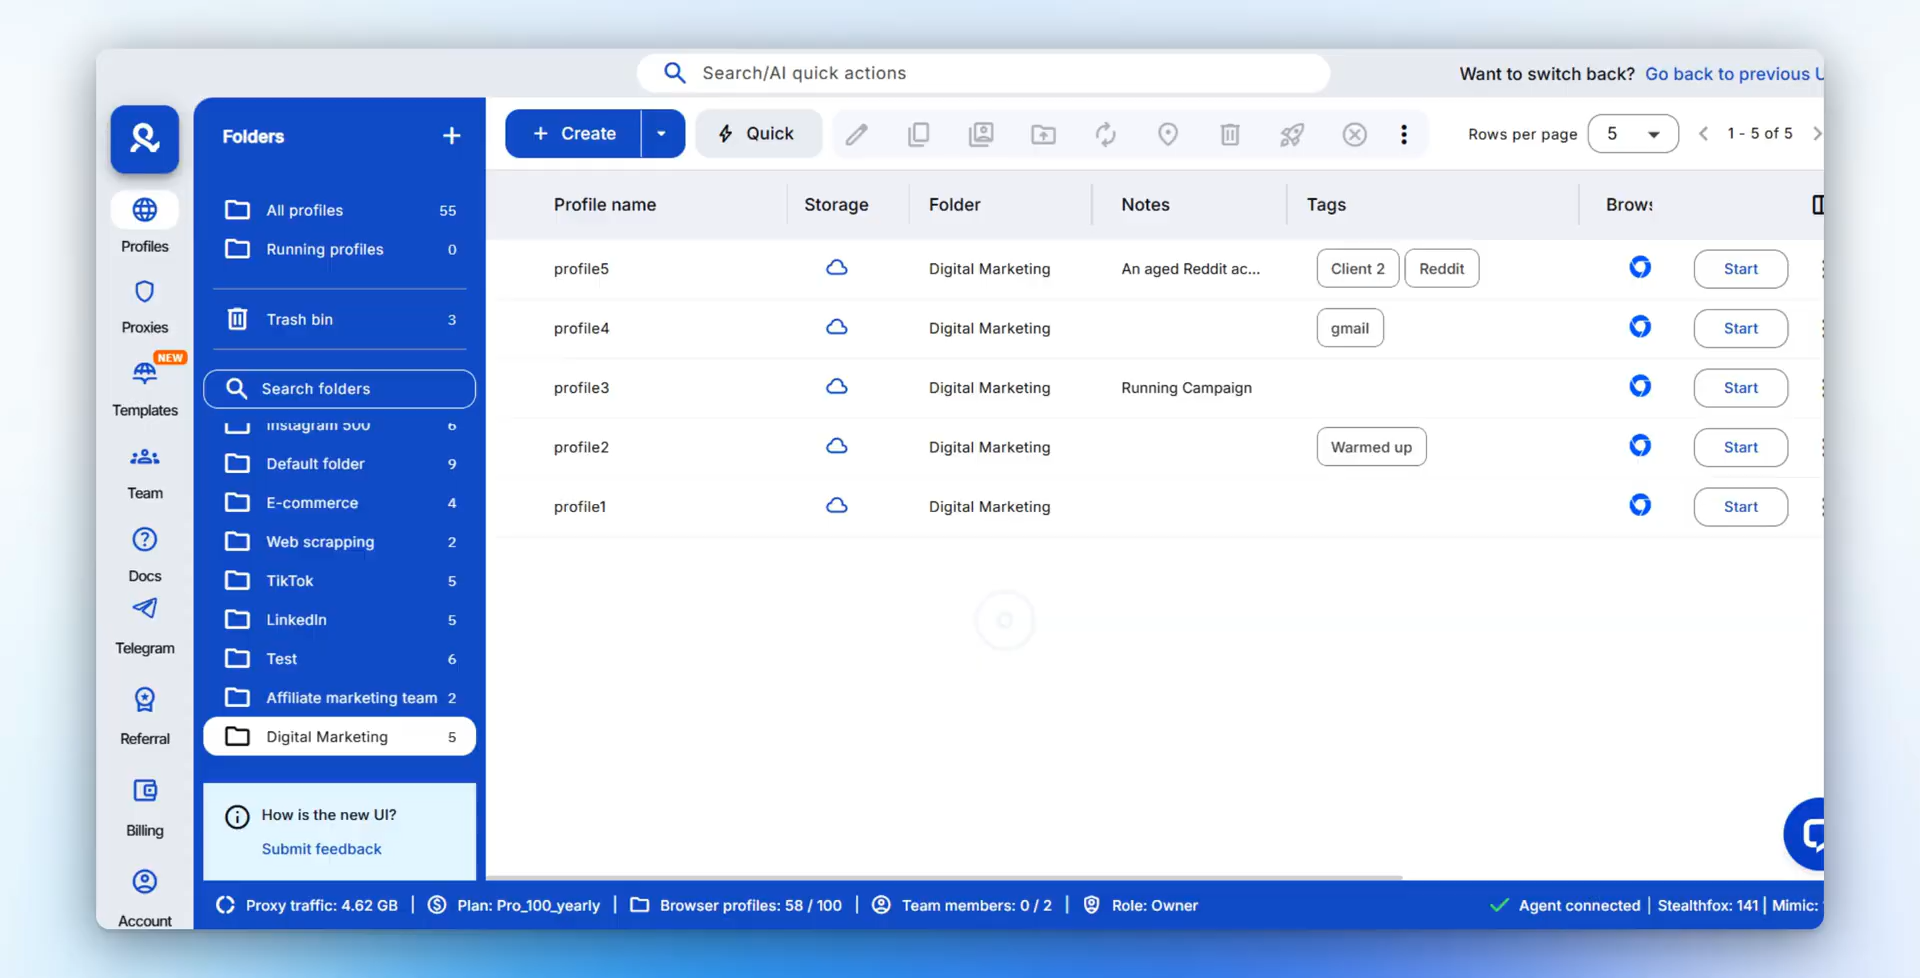 Search/AI quick actions
Want to switch back? Go back to previous U
Profiles
Proxies
NEW
Templates
Team
Docs
Telegram
Referral
Billing
Account
Folders
All profiles 55
Running profiles 0
Trash bin 3
Search folders
Instagram 500 6
Default folder 9
E-commerce 4
Web scrapping 2
TikTok 5
LinkedIn 5
Test 6
Affiliate marketing team 2
Digital Marketing 5
How is the new UI?
Submit feedback
+ Create
Quick
Rows per page 5 1 - 5 of 5
Profile name Storage Folder Notes Tags Brows
profile5 Digital Marketing An aged Reddit ac... Client 2 Reddit Start
profile4 Digital Marketing gmail Start
profile3 Digital Marketing Running Campaign Start
profile2 Digital Marketing Warmed up Start
profile1 Digital Marketing Start
Proxy traffic: 4.62 GB | Plan: Pro_100_yearly | Browser profiles: 58 / 100 | Team members: 0 / 2 | Role: Owner
Agent connected | Stealthfox: 141 | Mimic: